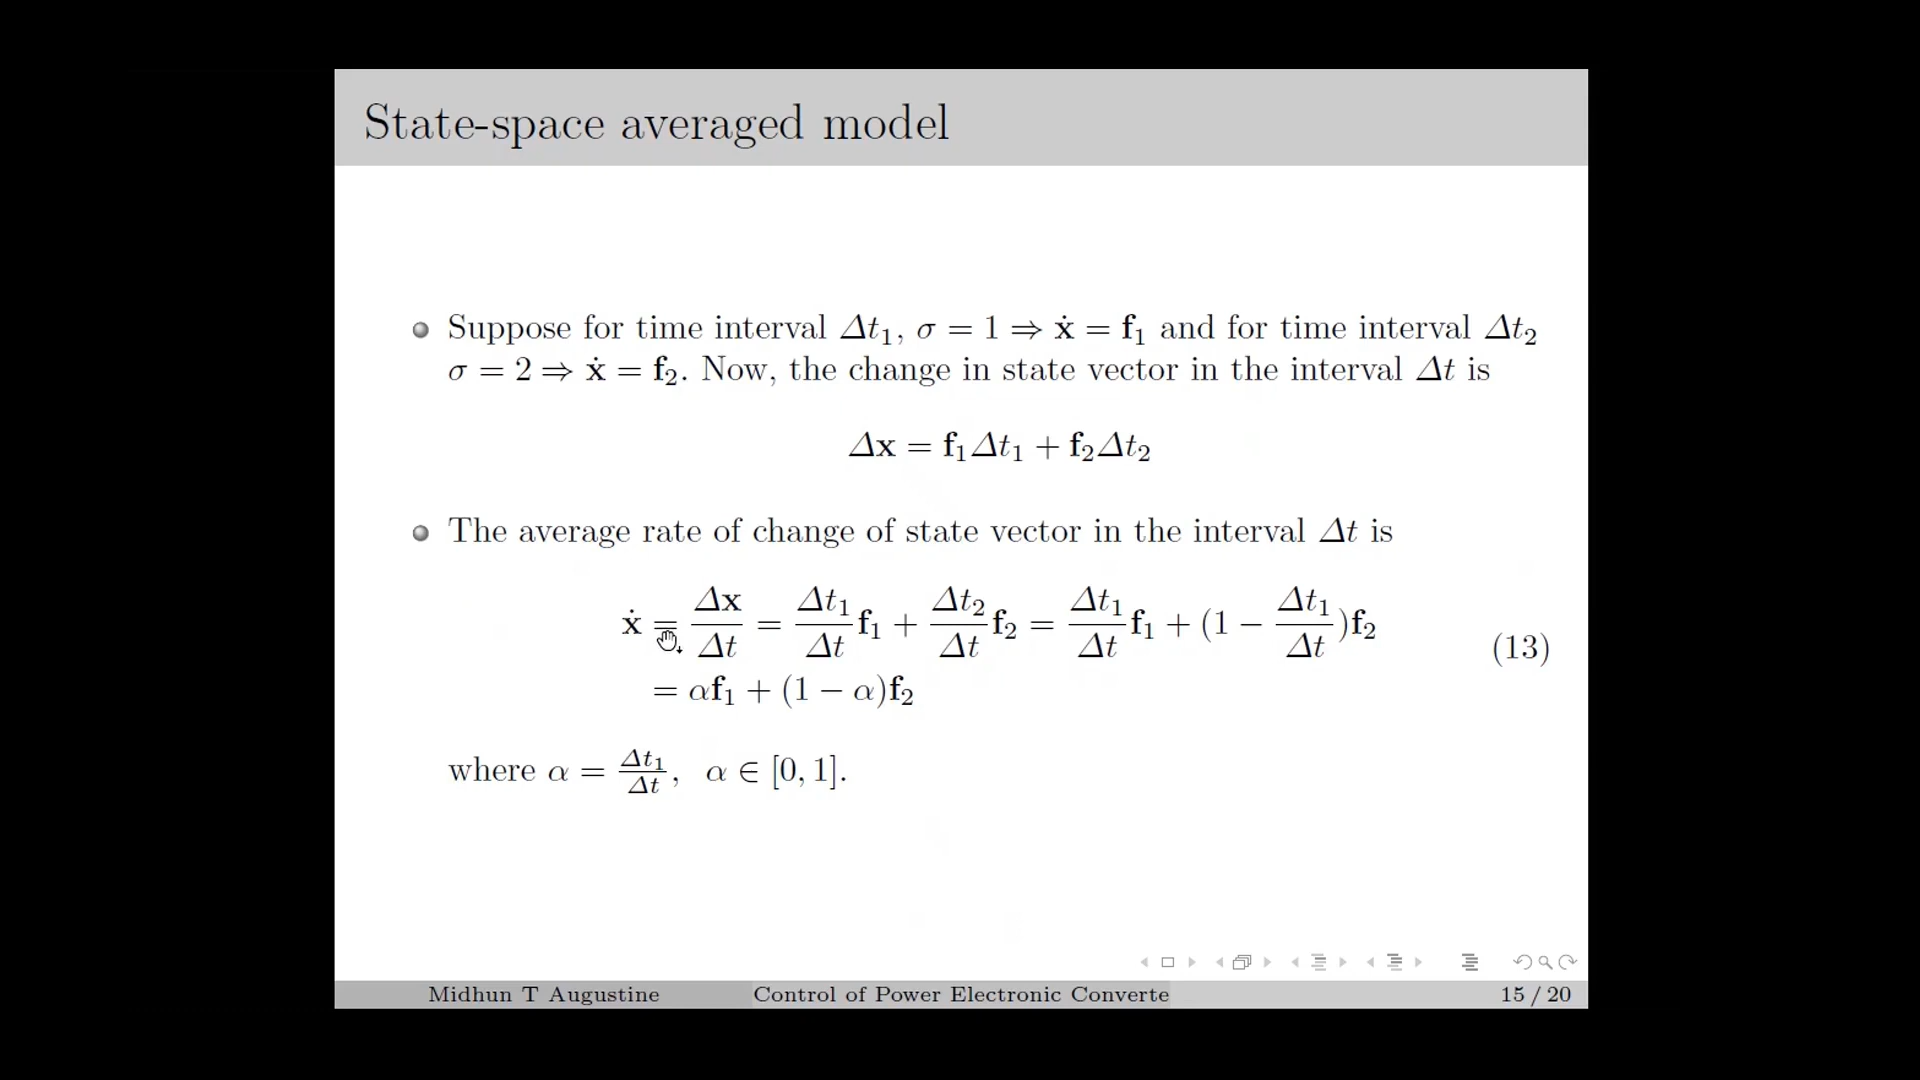 State-space averaged model
Suppose for time interval Δt₁, σ = 1 ⇒ ẋ = f₁ and for time interval Δt₂
σ = 2 ⇒ ẋ = f₂. Now, the change in state vector in the interval Δt is
Δx = f₁Δt₁ + f₂Δt₂
The average rate of change of state vector in the interval Δt is
ẋ = Δx/Δt = Δt₁/Δt f₁ + Δt₂/Δt f₂ = Δt₁/Δt f₁ + (1 − Δt₁/Δt)f₂
= αf₁ + (1 − α)f₂
(13)
where α = Δt₁/Δt, α ∈ [0, 1].
Midhun T Augustine
Control of Power Electronic Converte
15 / 20